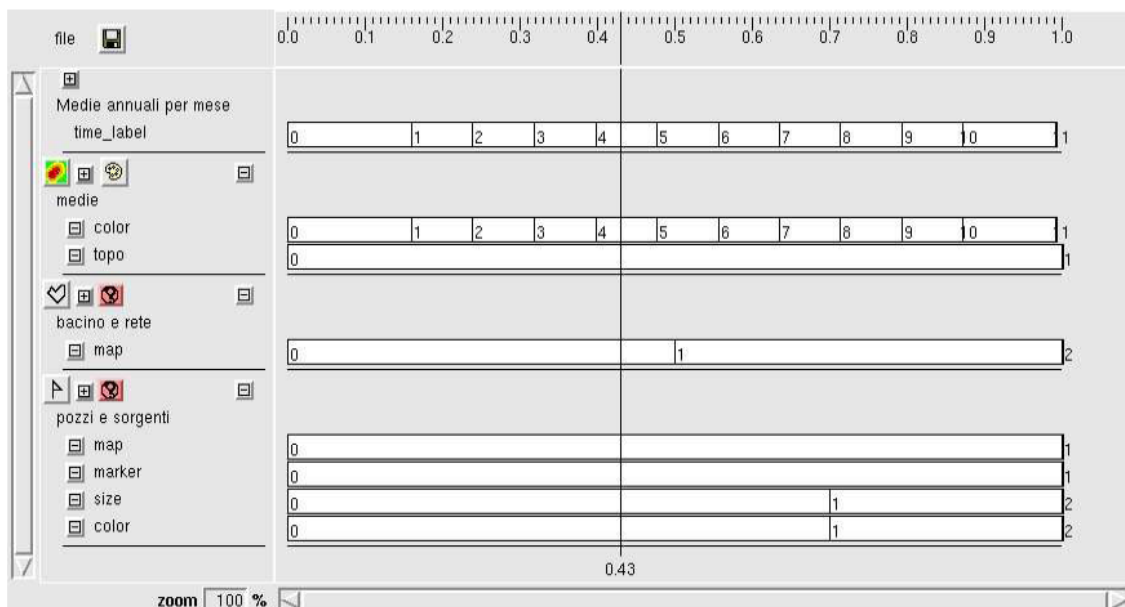 file
0.0 0.1 0.2 0.3 0.4 0.5 0.6 0.7 0.8 0.9 1.0
Medie annuali per mese
time_label 0 1 2 3 4 5 6 7 8 9 10 1
medie
color 0 1 2 3 4 5 6 7 8 9 10 1
topo 0 1
bacino e rete
map 0 1 2
pozzi e sorgenti
map 0 1
marker 0 1
size 0 1 2
color 0 1 2
0.43
zoom 100 %